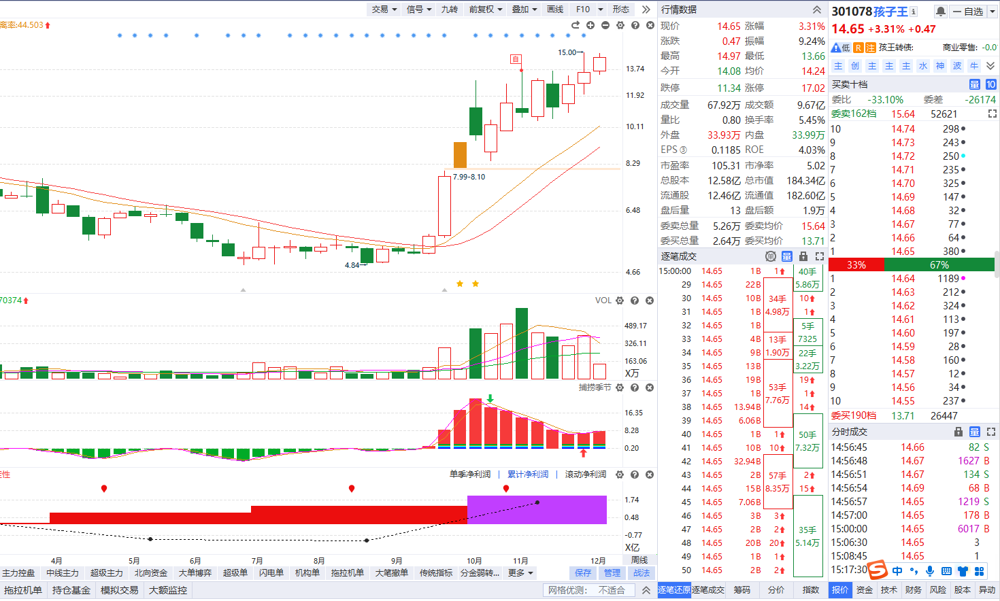 交易 信号 九转 前复权 叠加 画线 F10 形态
离率:44.503
15.00
自
7.99-8.10
4.84
13.74
11.92
10.11
8.29
6.48
4.66
70374
VOL
489.17
326.11
163.06
X万
捕捞季节
16.35
8.28
0.20
性
单季净利润 | 累计净利润 | 滚动净利润
1.74
0.48
-0.77
X亿
4月 5月 6月 7月 8月 9月 10月 11月 12月 周线
主力控盘 中线主力 超级主力 北向资金 大单博弈 超级单 闪电单 机构单 拖拉机单 大笔撤单 传统指标 分金弱转... 更多 保存 管理 战法
拖拉机单 持仓基金 模拟交易 大额监控 网格优测: 不适合
行情数据
现价 14.65 涨幅 3.31%
涨跌 0.47 振幅 9.24%
最高 14.97 最低 13.66
今开 14.08 均价 14.24
跌停 11.34 涨停 17.02
成交量 67.92万 成交额 9.67亿
量比 0.80 换手率 5.45%
外盘 33.93万 内盘 33.99万
EPS③ 0.1185 ROE 4.03%
市盈率 105.31 市净率 5.02
总股本 12.58亿 总市值 184.34亿
流通股 12.46亿 流通值 182.60亿
盘后量 13 盘后额 1.9万
委卖总量 5.26万 委卖均价 15.64
委买总量 2.64万 委买均价 13.71
逐笔成交 单 量
15:00:00 14.65 1B 1
29 14.65 22B
30 14.65 10B 10
31 14.65 1B 1
32 14.65 1B
33 14.65 4B
34 14.65 9B
35 14.65 13B
36 14.65 19B 19
37 14.65 1B 1
38 14.65 13.94B 14
39 14.65 6.06B
40 14.65 1B 1
41 14.65 10B 10
42 14.65 32.94B
43 14.65 2B 2
44 14.65 15B 15
45 14.65 7.06B
46 14.65 3B 3
47 14.65 2B 2
48 14.65 20B 20
49 14.65 1B 1
50 14.65 2B 2
34手
4.98万
13手
1.90万
53手
7.76万
57手
8.35万
40手
5.86万
5手
7325
22手
3.22万
50手
7.32万
35手
5.14万
逐笔还原 逐笔成交 筹码 分价 指数
301078孩子王 自选
14.65 +3.31% +0.47
低 R 注 孩王转债: 商业零售: -0.0
主 创 主 主 主 水 神 波 牛
买卖十档 量 10
委比 -33.10% 委差 -26174
委卖162档 15.64 52621
10 14.74 298
9 14.73 243
8 14.72 250
7 14.71 235
6 14.70 325
5 14.69 147
4 14.68 32
3 14.67 77
2 14.66 64
1 14.65 380
33% 67%
1 14.64 1189
2 14.63 212
3 14.62 324
4 14.61 113
5 14.60 197
6 14.59 28
7 14.58 160
8 14.57 12
9 14.56 34
10 14.55 237
委买190档 13.71 26447
分时成交 量
14:56:45 14.66 82 S
14:56:48 14.67 1627 B
14:56:51 14.67 134 S
14:56:54 14.69 68 B
14:56:57 14.65 1219 S
14:57:00 14.65 178 B
15:00:00 14.65 6017 B
15:06:30 14.65 3
15:08:45 14.65 1
15:17:30
S 中
报价 资金 技术 财务 风险 股本 异动